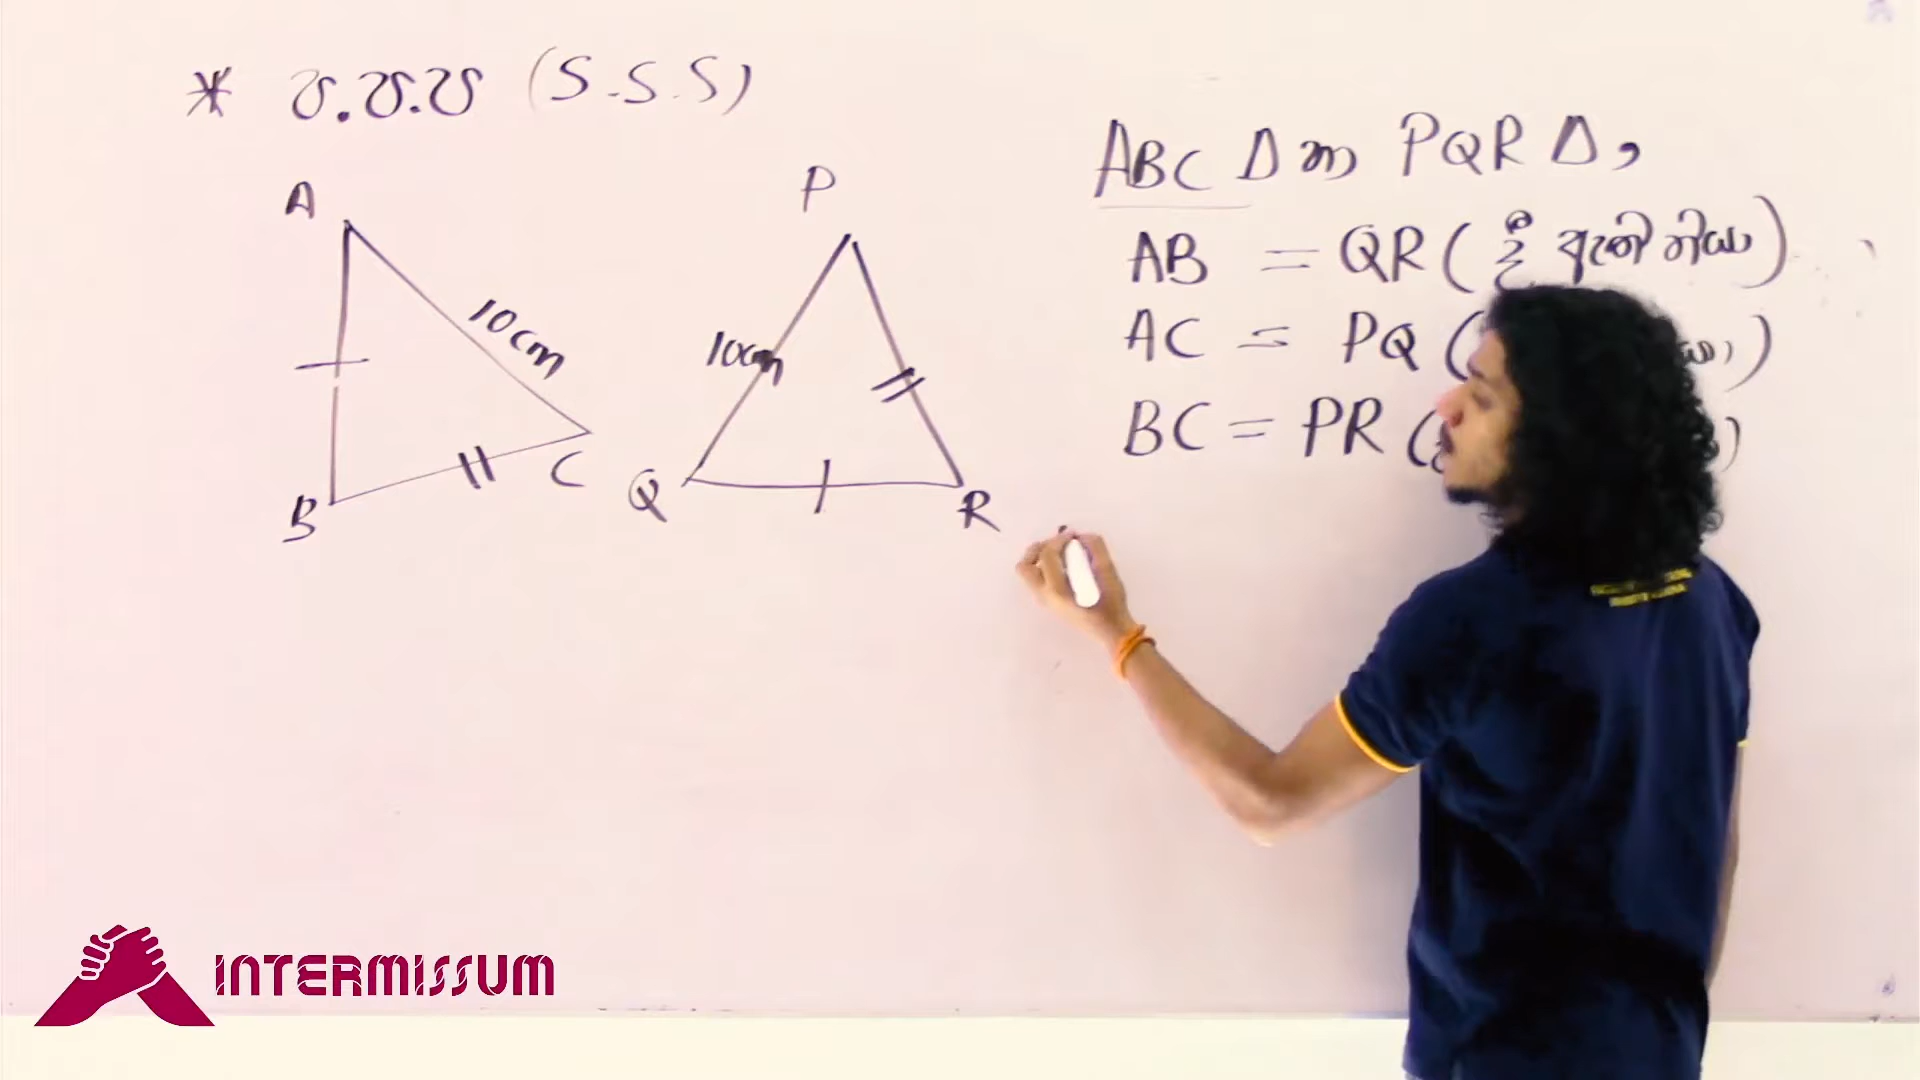 * පා.පා.පා (S.S.S)
A
B
C
10cm
P
Q
R
10cm
ABC Δ හා PQR Δ,
AB = QR (දී ඇති නිසා)
AC = PQ (
BC = PR (
INTERMISSUM